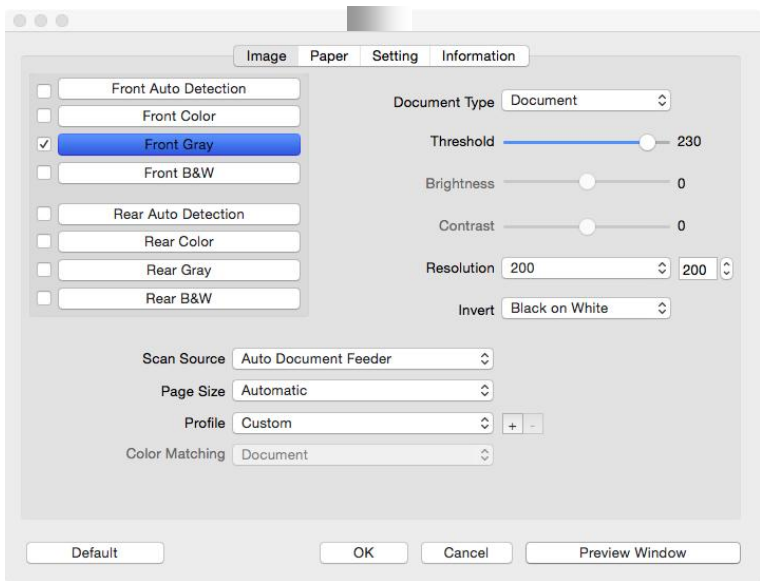 Image Paper Setting Information
Front Auto Detection
Front Color
Front Gray
Front B&W
Rear Auto Detection
Rear Color
Rear Gray
Rear B&W
Document Type Document
Threshold 230
Brightness 0
Contrast 0
Resolution 200 200
Invert Black on White
Scan Source Auto Document Feeder
Page Size Automatic
Profile Custom + -
Color Matching Document
Default OK Cancel Preview Window